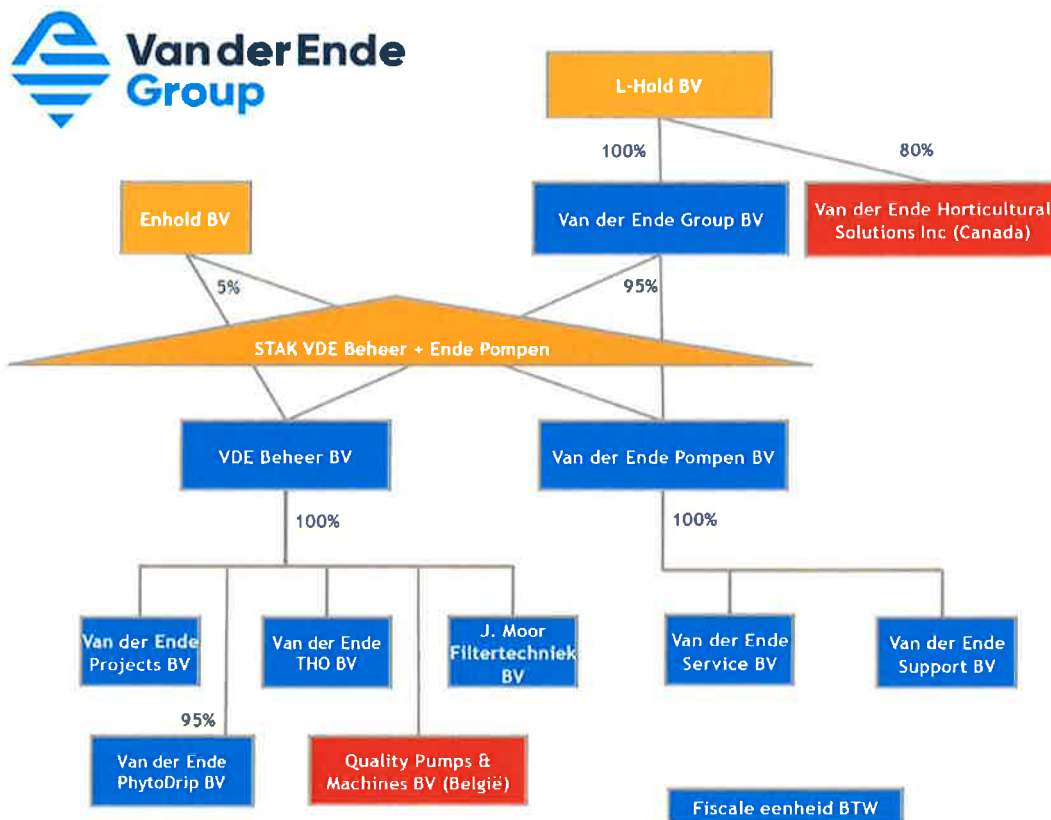 Van der Ende
Group
L-Hold BV
100%
80%
Enhold BV
Van der Ende Group BV
Van der Ende Horticultural
Solutions Inc (Canada)
5%
95%
STAK VDE Beheer + Ende Pompen
VDE Beheer BV
Van der Ende Pompen BV
100%
100%
Van der Ende
Projects BV
Van der Ende
THO BV
J. Moor
Filtertechniek
BV
Van der Ende
Service BV
Van der Ende
Support BV
95%
Van der Ende
PhytoDrip BV
Quality Pumps &
Machines BV (België)
Fiscale eenheid BTW